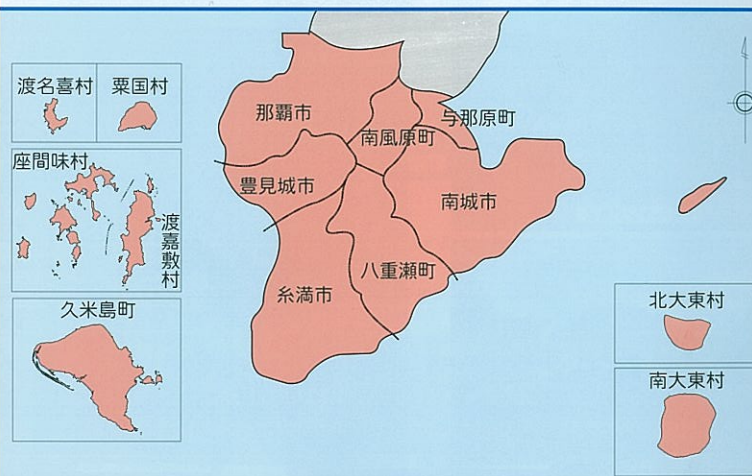 渡名喜村
粟国村
座間味村
渡嘉敷村
久米島町
那覇市
南風原町
与那原町
豊見城市
南城市
八重瀬町
糸満市
北大東村
南大東村